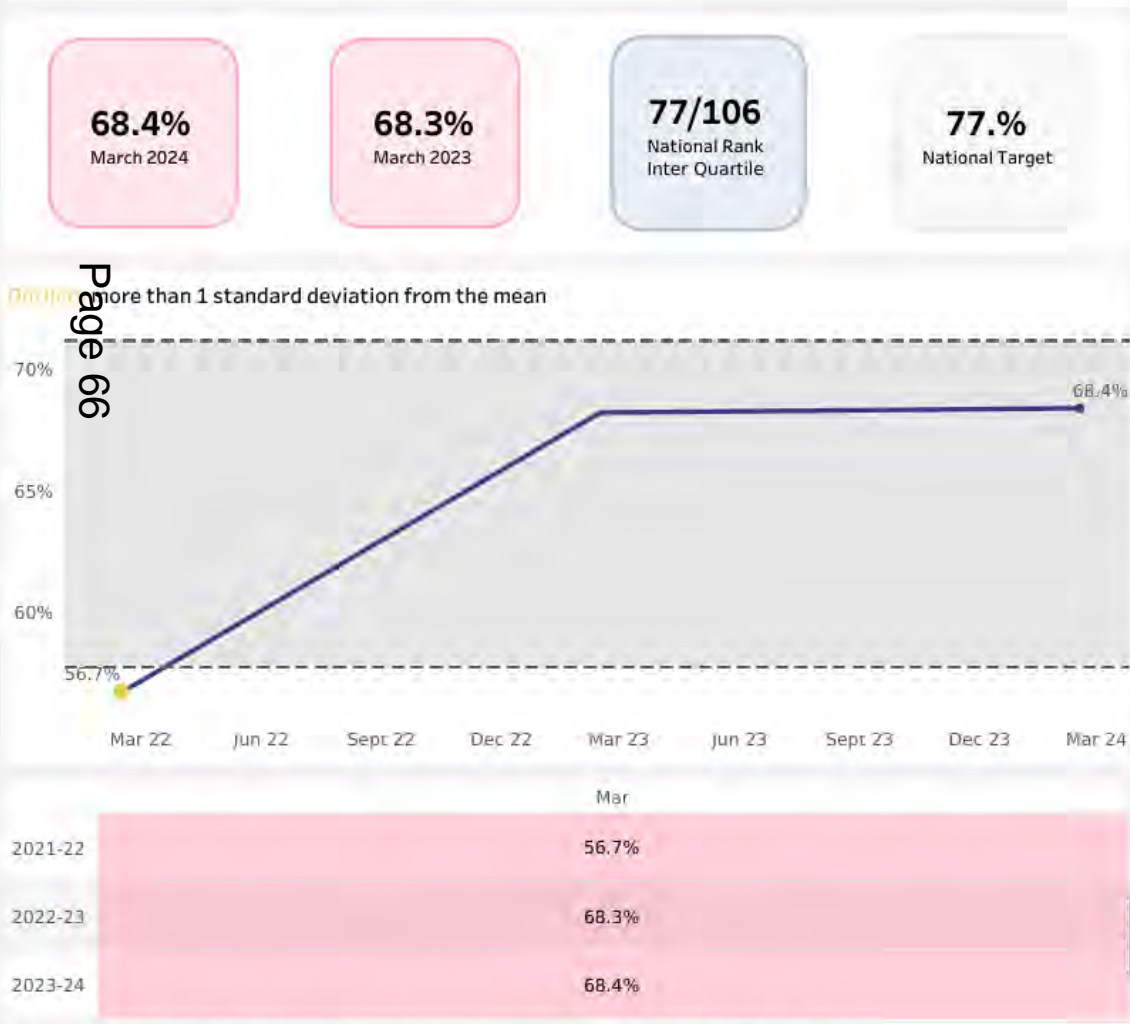 68.4%
March 2024
68.3%
March 2023
77/106
National Rank
Inter Quartile
77.%
National Target
Page 66
more than 1 standard deviation from the mean
70%
65%
60%
68.4%
56.7%
Mar 22 Jun 22 Sept 22 Dec 22 Mar 23 Jun 23 Sept 23 Dec 23 Mar 24
Mar
2021-22 56.7%
2022-23 68.3%
2023-24 68.4%